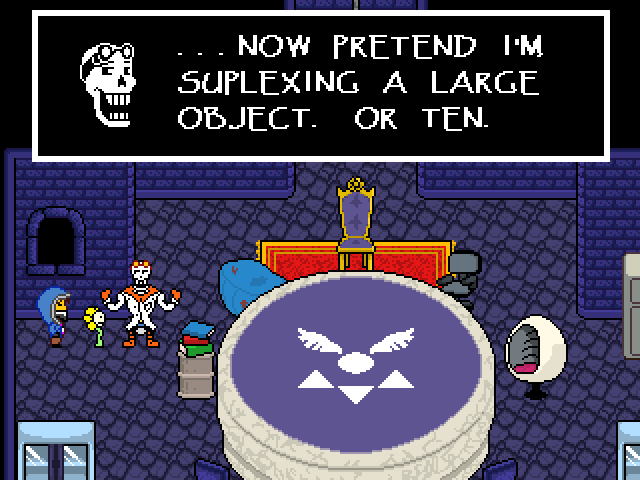 ...NOW PRETEND I'M
SUPLEXING A LARGE
OBJECT. OR TEN.